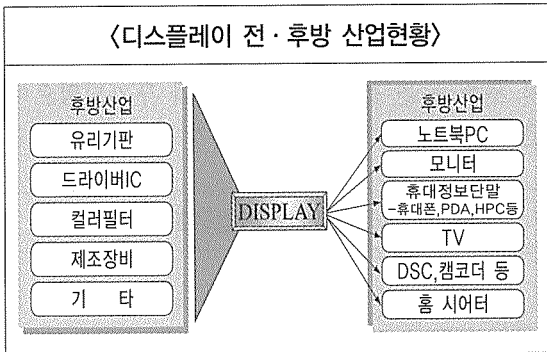 〈디스플레이 전·후방 산업현황〉
후방산업
유리기판
드라이버IC
컬러필터
제조장비
기 타
DISPLAY
후방산업
노트북PC
모니터
휴대정보단말
-휴대폰,PDA,HPC등
TV
DSC,캠코더 등
홈 시어터